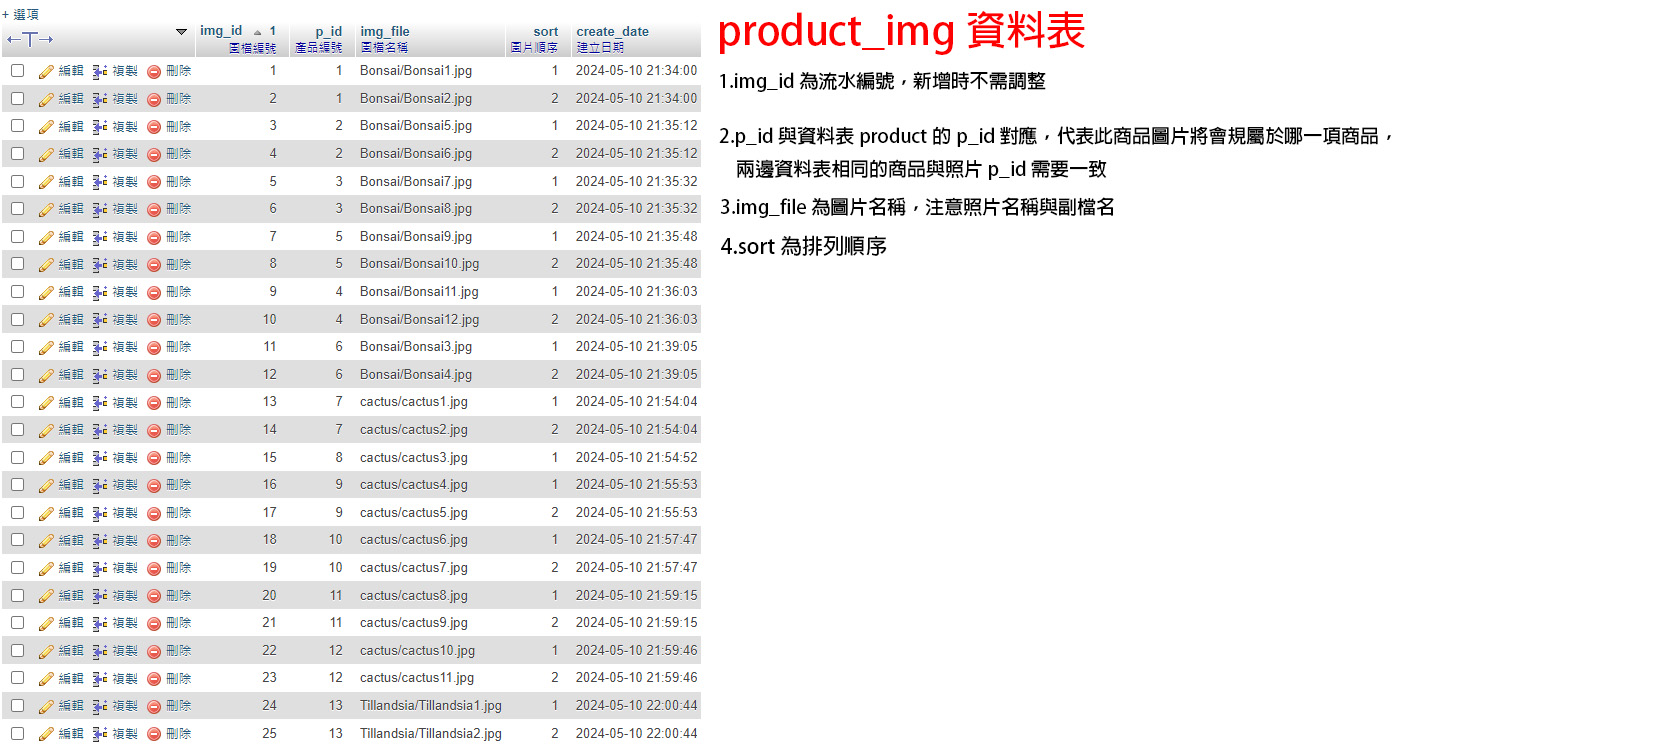 + 選項
img_id 1 p_id img_file sort create_date
圖檔編號 產品編號 圖檔名稱 圖片順序 建立日期
編輯 複製 刪除 1 1 Bonsai/Bonsai1.jpg 1 2024-05-10 21:34:00
編輯 複製 刪除 2 1 Bonsai/Bonsai2.jpg 2 2024-05-10 21:34:00
編輯 複製 刪除 3 2 Bonsai/Bonsai5.jpg 1 2024-05-10 21:35:12
編輯 複製 刪除 4 2 Bonsai/Bonsai6.jpg 2 2024-05-10 21:35:12
編輯 複製 刪除 5 3 Bonsai/Bonsai7.jpg 1 2024-05-10 21:35:32
編輯 複製 刪除 6 3 Bonsai/Bonsai8.jpg 2 2024-05-10 21:35:32
編輯 複製 刪除 7 5 Bonsai/Bonsai9.jpg 1 2024-05-10 21:35:48
編輯 複製 刪除 8 5 Bonsai/Bonsai10.jpg 2 2024-05-10 21:35:48
編輯 複製 刪除 9 4 Bonsai/Bonsai11.jpg 1 2024-05-10 21:36:03
編輯 複製 刪除 10 4 Bonsai/Bonsai12.jpg 2 2024-05-10 21:36:03
編輯 複製 刪除 11 6 Bonsai/Bonsai3.jpg 1 2024-05-10 21:39:05
編輯 複製 刪除 12 6 Bonsai/Bonsai4.jpg 2 2024-05-10 21:39:05
編輯 複製 刪除 13 7 cactus/cactus1.jpg 1 2024-05-10 21:54:04
編輯 複製 刪除 14 7 cactus/cactus2.jpg 2 2024-05-10 21:54:04
編輯 複製 刪除 15 8 cactus/cactus3.jpg 1 2024-05-10 21:54:52
編輯 複製 刪除 16 9 cactus/cactus4.jpg 1 2024-05-10 21:55:53
編輯 複製 刪除 17 9 cactus/cactus5.jpg 2 2024-05-10 21:55:53
編輯 複製 刪除 18 10 cactus/cactus6.jpg 1 2024-05-10 21:57:47
編輯 複製 刪除 19 10 cactus/cactus7.jpg 2 2024-05-10 21:57:47
編輯 複製 刪除 20 11 cactus/cactus8.jpg 1 2024-05-10 21:59:15
編輯 複製 刪除 21 11 cactus/cactus9.jpg 2 2024-05-10 21:59:15
編輯 複製 刪除 22 12 cactus/cactus10.jpg 1 2024-05-10 21:59:46
編輯 複製 刪除 23 12 cactus/cactus11.jpg 2 2024-05-10 21:59:46
編輯 複製 刪除 24 13 Tillandsia/Tillandsia1.jpg 1 2024-05-10 22:00:44
編輯 複製 刪除 25 13 Tillandsia/Tillandsia2.jpg 2 2024-05-10 22:00:44
product_img 資料表
1.img_id 為流水編號，新增時不需調整
2.p_id 與資料表 product 的 p_id 對應，代表此商品圖片將會規屬於哪一項商品，
兩邊資料表相同的商品與照片 p_id 需要一致
3.img_file 為圖片名稱，注意照片名稱與副檔名
4.sort 為排列順序